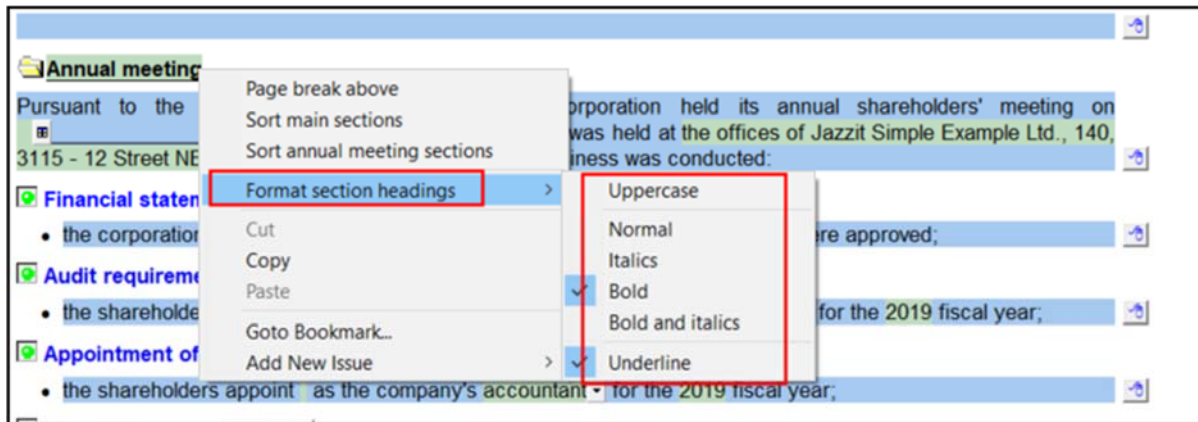 Annual meeting
Page break above
Sort main sections
Sort annual meeting sections
Format section headings
Cut
Copy
Paste
Goto Bookmark...
Add New Issue
Uppercase
Normal
Italics
Bold
Bold and italics
Underline
Pursuant to the orporation held its annual shareholders' meeting on
was held at the offices of Jazzit Simple Example Ltd., 140,
3115 - 12 Street NE iness was conducted:
Financial staten
• the corporation re approved;
Audit requireme
• the shareholde for the 2019 fiscal year;
Appointment of
• the shareholders appoint as the company's accountant for the 2019 fiscal year;